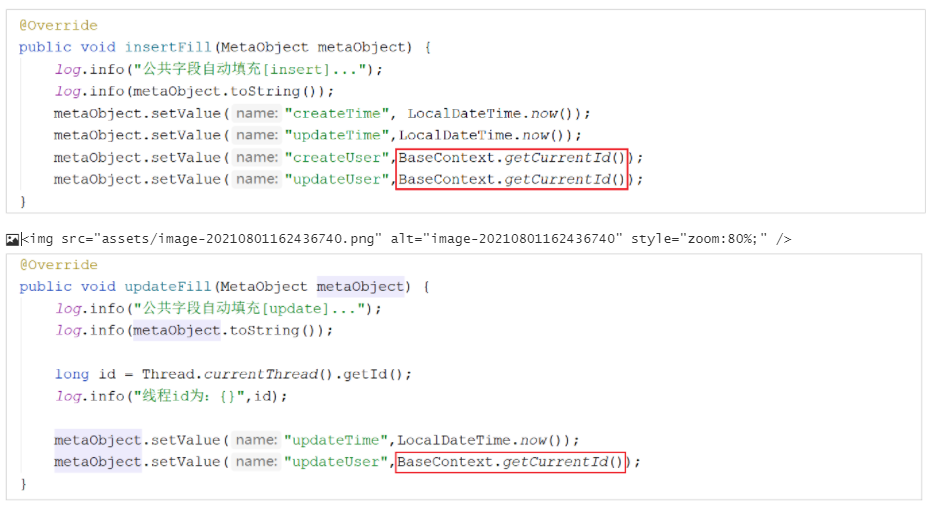 @Override
public void insertFill(MetaObject metaObject) {
log.info("公共字段自动填充[insert]...");
log.info(metaObject.toString());
metaObject.setValue( name: "createTime", LocalDateTime.now());
metaObject.setValue( name: "updateTime",LocalDateTime.now());
metaObject.setValue( name: "createUser",BaseContext.getCurrentId());
metaObject.setValue( name: "updateUser",BaseContext.getCurrentId());
}
<img src="assets/image-20210801162436740.png" alt="image-20210801162436740" style="zoom:80%;" />
@Override
public void updateFill(MetaObject metaObject) {
log.info("公共字段自动填充[update]...");
log.info(metaObject.toString());
long id = Thread.currentThread().getId();
log.info("线程id为: {}",id);
metaObject.setValue( name: "updateTime",LocalDateTime.now());
metaObject.setValue( name: "updateUser",BaseContext.getCurrentId());
}